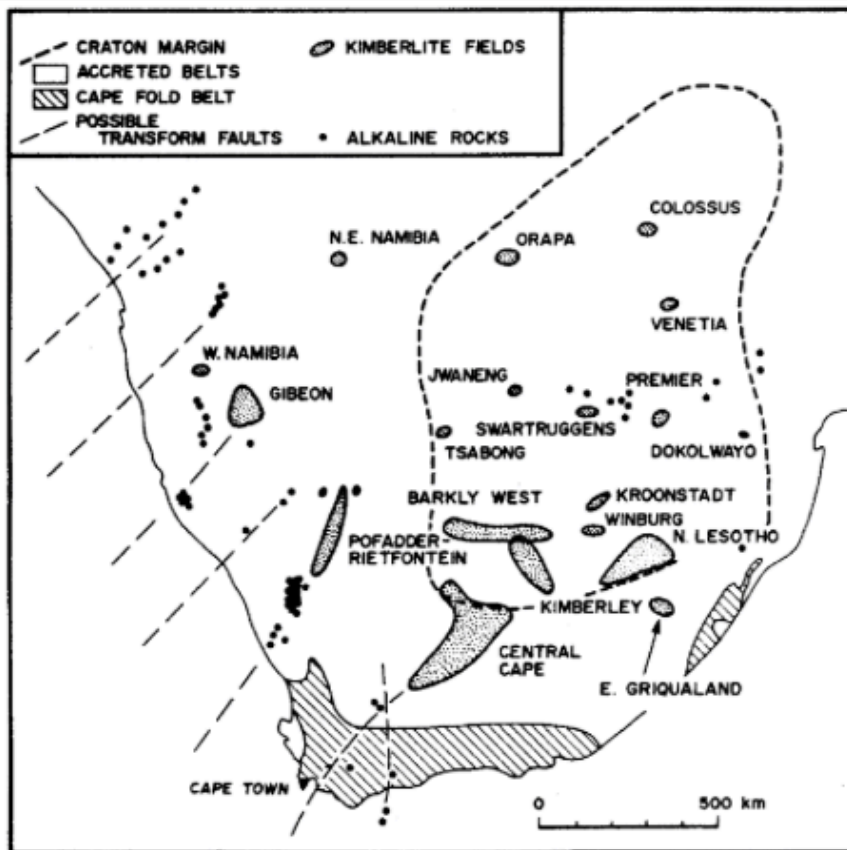 CRATON MARGIN
KIMBERLITE FIELDS
ACCRETED BELTS
CAPE FOLD BELT
POSSIBLE
TRANSFORM FAULTS
ALKALINE ROCKS
COLOSSUS
N.E. NAMIBIA
ORAPA
VENETIA
W. NAMIBIA
JWANENG
PREMIER
GIBEON
SWARTRUGGENS
TSABONG
DOKOLWAYO
BARKLY WEST
KROONSTADT
WINBURG
N. LESOTHO
POFADDER-
RIETFONTEIN
KIMBERLEY
CENTRAL
CAPE
E. GRIQUALAND
CAPE TOWN
0
500 km